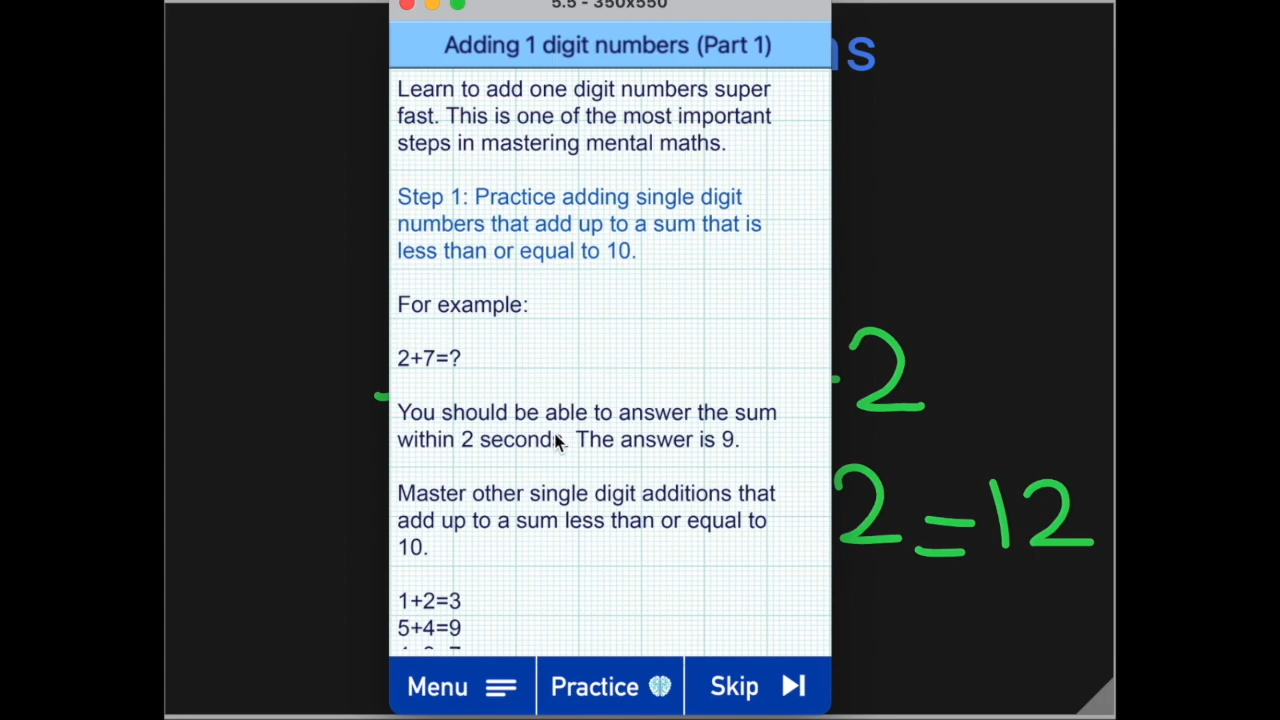 5.5 - 350x550
Adding 1 digit numbers (Part 1)
Learn to add one digit numbers super
fast. This is one of the most important
steps in mastering mental maths.
Step 1: Practice adding single digit
numbers that add up to a sum that is
less than or equal to 10.
For example:
2+7=?
You should be able to answer the sum
within 2 seconds. The answer is 9.
Master other single digit additions that
add up to a sum less than or equal to
10.
1+2=3
5+4=9
Menu
Practice
Skip
2
2=12